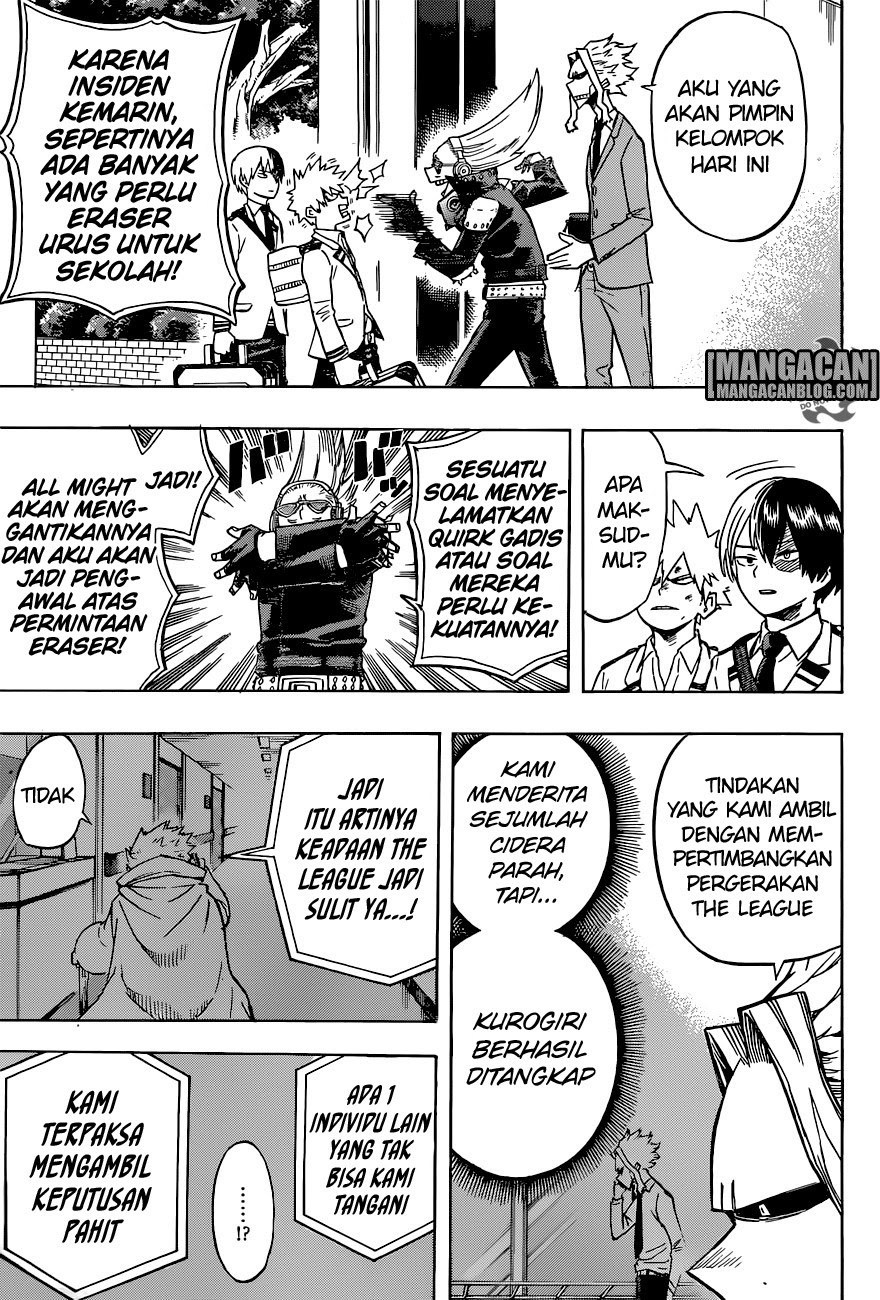 AKU YANG
AKAN PIMPIN
KELOMPOK
HARI INI
KARENA
INSIDEN
KEMARIN,
SEPERTINYA
ADA BANYAK
YANG PERLU
ERASER
URUS UNTUK
SEKOLAH!
MANGACAN
MANGACANBLOG.COM
APA
MAK-
SUD-
MU?
SESUATU
SOAL MENYE-
LAMATKAN
QUIRK GADIS
ATAU SOAL
MEREKA
PERLU KE-
KUATANNYA!
JADI!
ALL MIGHT
AKAN MENG-
GANTIKANNYA
DAN AKU AKAN
JADI PENG-
AWAL ATAS
PERMINTAAN
ERASER!
TINDAKAN
YANG KAMI AMBIL
DENGAN MEM-
PERTIMBANGKAN
PERGERAKAN
THE LEAGUE
KAMI
MENDERITA
SEJUMLAH
CIDERA
PARAH,
TAPI...
KUROGIRI
BERHASIL
DITANGKAP
JADI
ITU ARTINYA
KEADAAN THE
LEAGUE JADI
SULIT YA...!
TIDAK
ADA 1
INDIVIDU LAIN
YANG TAK
BISA KAMI
TANGANI
......
!?
KAMI
TERPAKSA
MENGAMBIL
KEPUTUSAN
PAHIT